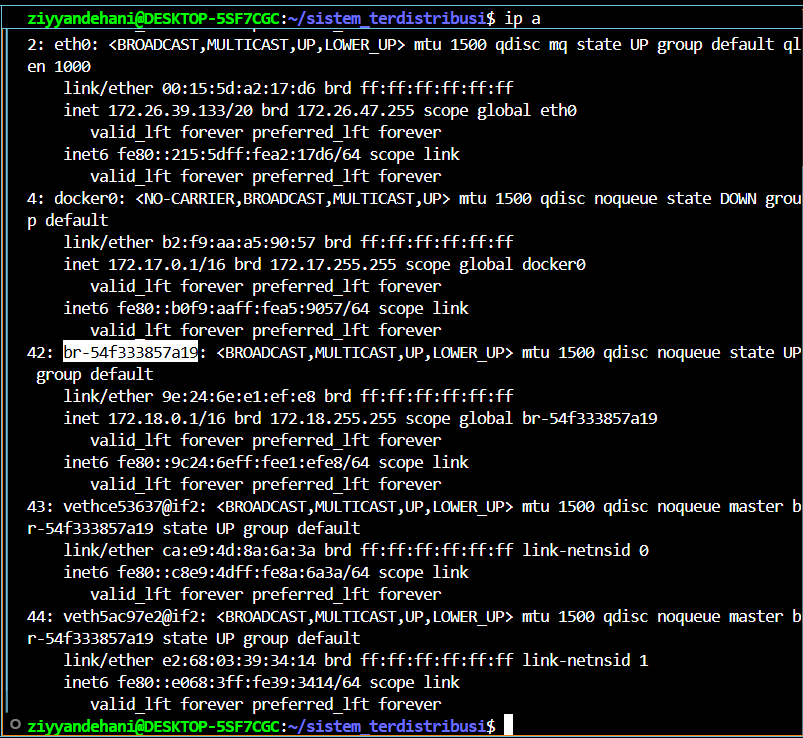 ziyyandehani@DESKTOP-5SF7CGC:~/sistem_terdistribusi$ ip a
2: eth0: <BROADCAST,MULTICAST,UP,LOWER_UP> mtu 1500 qdisc mq state UP group default ql
en 1000
    link/ether 00:15:5d:a2:17:d6 brd ff:ff:ff:ff:ff:ff
    inet 172.26.39.133/20 brd 172.26.47.255 scope global eth0
       valid_lft forever preferred_lft forever
    inet6 fe80::215:5dff:fea2:17d6/64 scope link
       valid_lft forever preferred_lft forever
4: docker0: <NO-CARRIER,BROADCAST,MULTICAST,UP> mtu 1500 qdisc noqueue state DOWN grou
p default
    link/ether b2:f9:aa:a5:90:57 brd ff:ff:ff:ff:ff:ff
    inet 172.17.0.1/16 brd 172.17.255.255 scope global docker0
       valid_lft forever preferred_lft forever
    inet6 fe80::b0f9:aaff:fea5:9057/64 scope link
       valid_lft forever preferred_lft forever
42: br-54f333857a19: <BROADCAST,MULTICAST,UP,LOWER_UP> mtu 1500 qdisc noqueue state UP
 group default
    link/ether 9e:24:6e:e1:ef:e8 brd ff:ff:ff:ff:ff:ff
    inet 172.18.0.1/16 brd 172.18.255.255 scope global br-54f333857a19
       valid_lft forever preferred_lft forever
    inet6 fe80::9c24:6eff:fee1:efe8/64 scope link
       valid_lft forever preferred_lft forever
43: vethce53637@if2: <BROADCAST,MULTICAST,UP,LOWER_UP> mtu 1500 qdisc noqueue master b
r-54f333857a19 state UP group default
    link/ether ca:e9:4d:8a:6a:3a brd ff:ff:ff:ff:ff:ff link-netnsid 0
    inet6 fe80::c8e9:4dff:fe8a:6a3a/64 scope link
       valid_lft forever preferred_lft forever
44: veth5ac97e2@if2: <BROADCAST,MULTICAST,UP,LOWER_UP> mtu 1500 qdisc noqueue master b
r-54f333857a19 state UP group default
    link/ether e2:68:03:39:34:14 brd ff:ff:ff:ff:ff:ff link-netnsid 1
    inet6 fe80::e068:3ff:fe39:3414/64 scope link
       valid_lft forever preferred_lft forever
ziyyandehani@DESKTOP-5SF7CGC:~/sistem_terdistribusi$